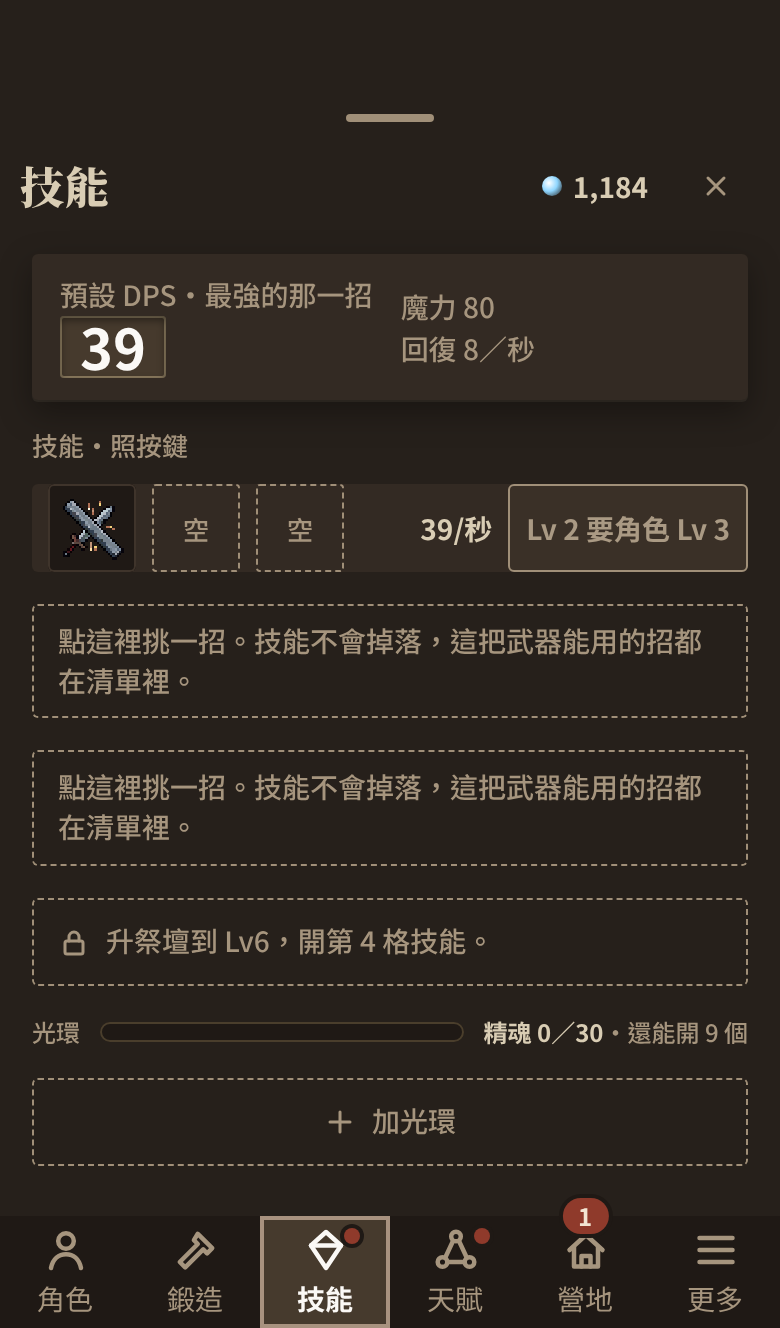 技能
1,184
預設 DPS・最強的那一招
39
魔力 80
回復 8／秒
技能・照按鍵
空
空
39/秒
Lv 2 要角色 Lv 3
點這裡挑一招。技能不會掉落，這把武器能用的招都
在清單裡。
點這裡挑一招。技能不會掉落，這把武器能用的招都
在清單裡。
升祭壇到 Lv6，開第 4 格技能。
光環
精魂 0／30・還能開 9 個
＋ 加光環
1
角色
鍛造
技能
天賦
營地
更多